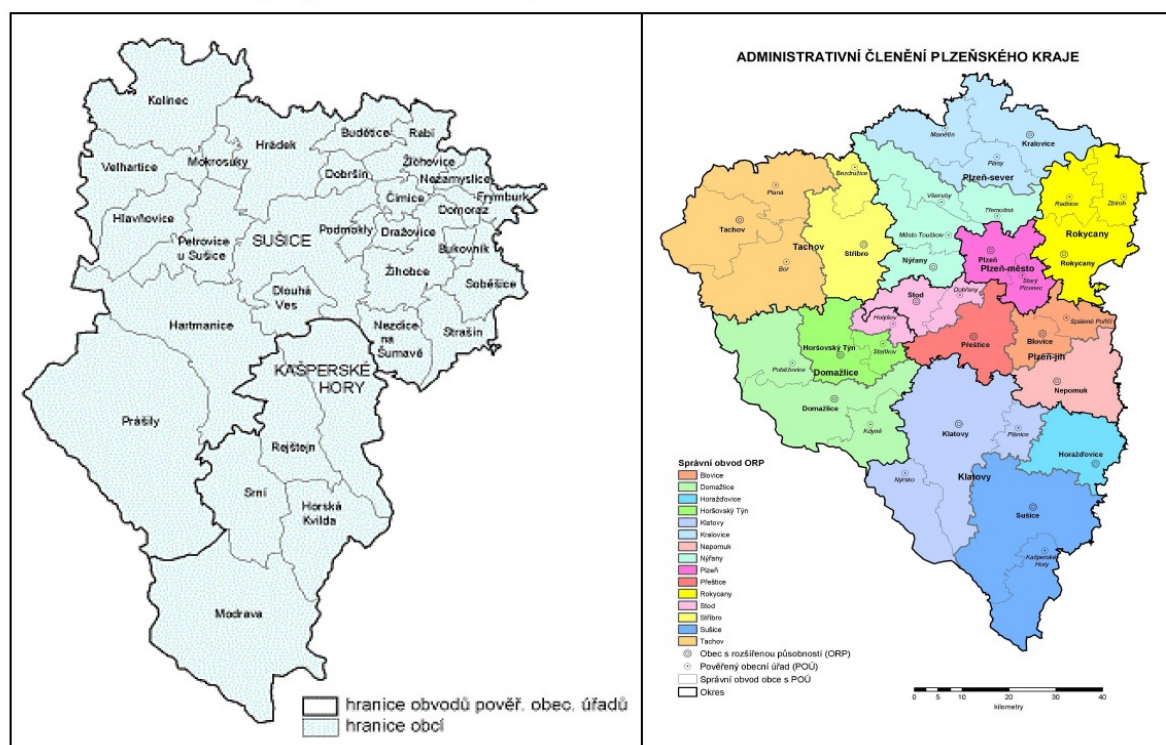 Kolinec
Hrádek
Budětice
Rabí
Velhartice
Mokrosuky
Dobršín
Žichovice
Nezamyslice
Frymburk
Čímice
Domoraz
Hlavňovice
Petrovice
u Sušice
SUŠICE
Podmokly
Dražovice
Bukovník
Žihobce
Soběšice
Dlouhá
Ves
Hartmanice
Nezdice
na
Šumavě
Strašín
KAŠPERSKÉ
HORY
Prášily
Rejštejn
Srní
Horská
Kvilda
Modrava
hranice obvodů pověř. obec. úřadů
hranice obcí
ADMINISTRATIVNÍ ČLENĚNÍ PLZEŇSKÉHO KRAJE
Manětín
Kralovice
Plasy
Plzeň-sever
Bezdružice
Planá
Všeruby
Třemošná
Radnice
Zbiroh
Tachov
Tachov
Stříbro
Město Touškov
Rokycany
Bor
Nýřany
Plzeň
Plzeň-město
Starý
Plzenec
Rokycany
Stod
Dobřany
Holýšov
Spálené Poříčí
Horšovský Týn
Staňkov
Přeštice
Blovice
Plzeň-jih
Poběžovice
Domažlice
Nepomuk
Domažlice
Kdyně
Klatovy
Plánice
Horažďovice
Nýrsko
Klatovy
Sušice
Kašperské
Hory
Správní obvod ORP
Blovice
Domažlice
Horažďovice
Horšovský Týn
Klatovy
Kralovice
Nepomuk
Nýřany
Plzeň
Přeštice
Rokycany
Stod
Stříbro
Sušice
Tachov
Obec s rozšířenou působností (ORP)
Pověřený obecní úřad (POÚ)
Správní obvod obce s POÚ
Okres
0 5 10 20 30 40
kilometry